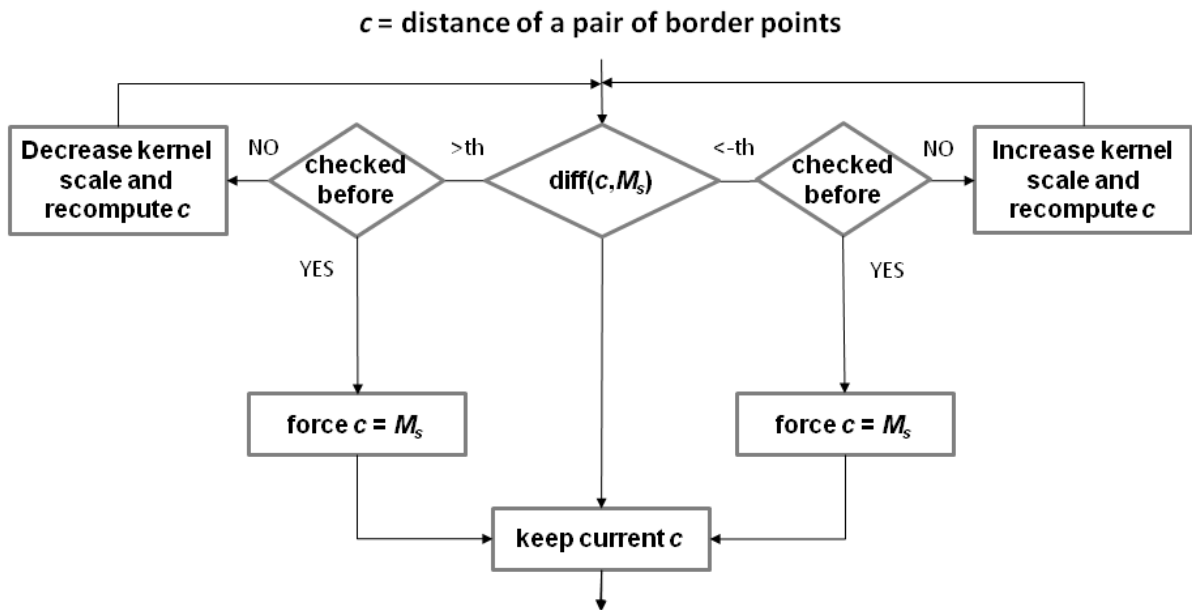 c = distance of a pair of border points
Decrease kernel
scale and
recompute c
NO
checked
before
>th
diff(c,Ms)
<-th
checked
before
NO
Increase kernel
scale and
recompute c
YES
YES
force c = Ms
force c = Ms
keep current c